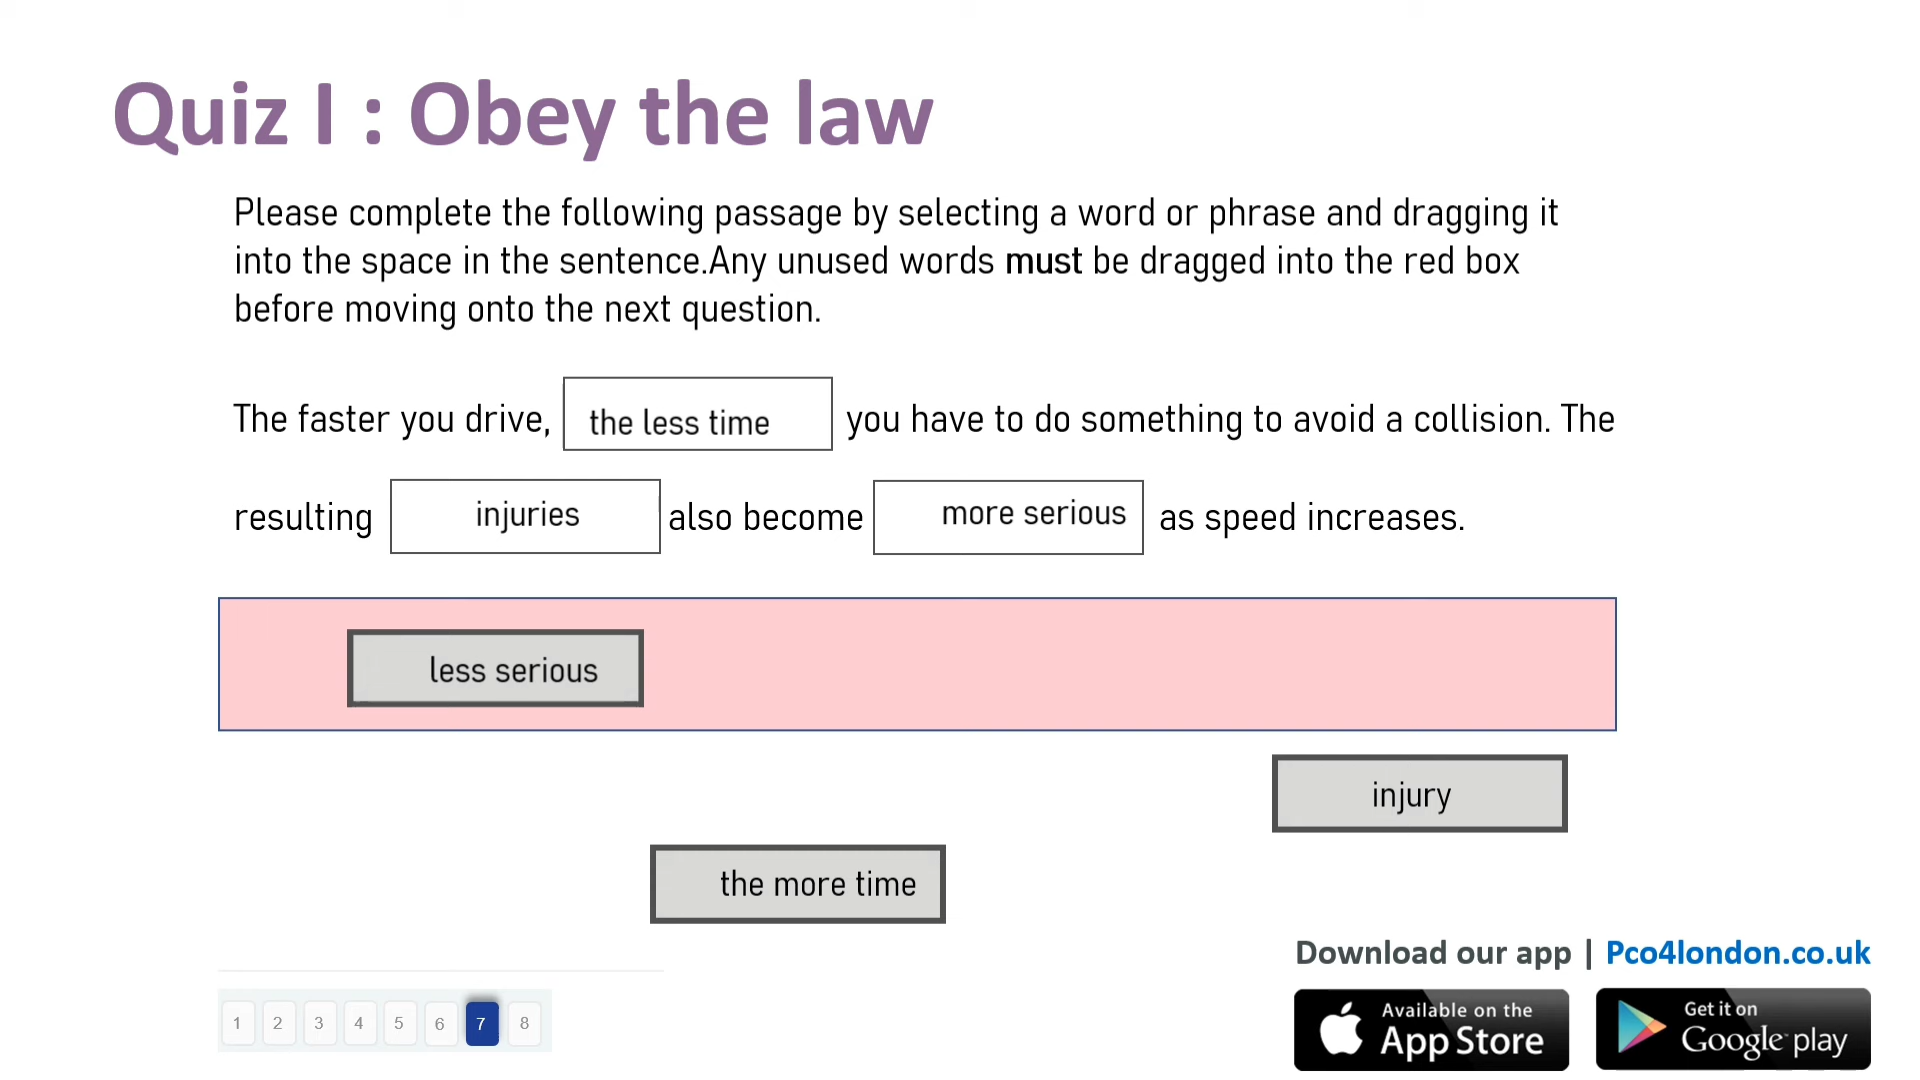 Quiz I : Obey the law
Please complete the following passage by selecting a word or phrase and dragging it
into the space in the sentence.Any unused words must be dragged into the red box
before moving onto the next question.
The faster you drive, the less time you have to do something to avoid a collision. The
resulting injuries also become more serious as speed increases.
less serious
injury
the more time
Download our app | Pco4london.co.uk
1 2 3 4 5 6 7 8
Available on the
App Store
Get it on
Google play